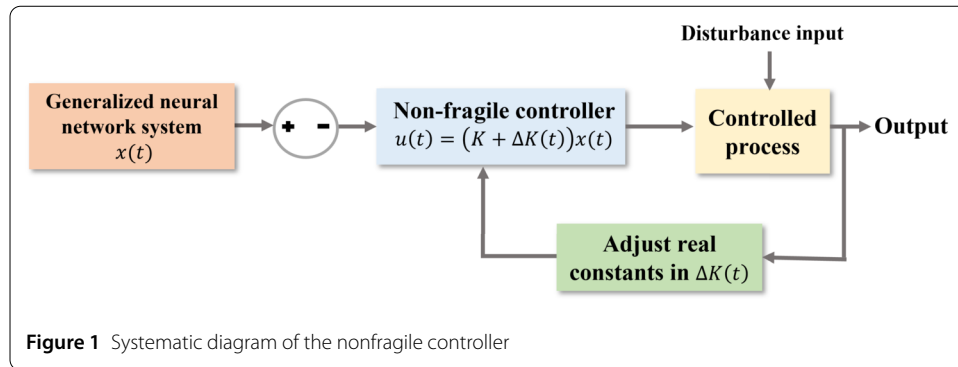 Disturbance input
Generalized neural
network system
x(t)
+ -
Non-fragile controller
u(t) = (K + ΔK(t))x(t)
Controlled
process
Output
Adjust real
constants in ΔK(t)
Figure 1 Systematic diagram of the nonfragile controller